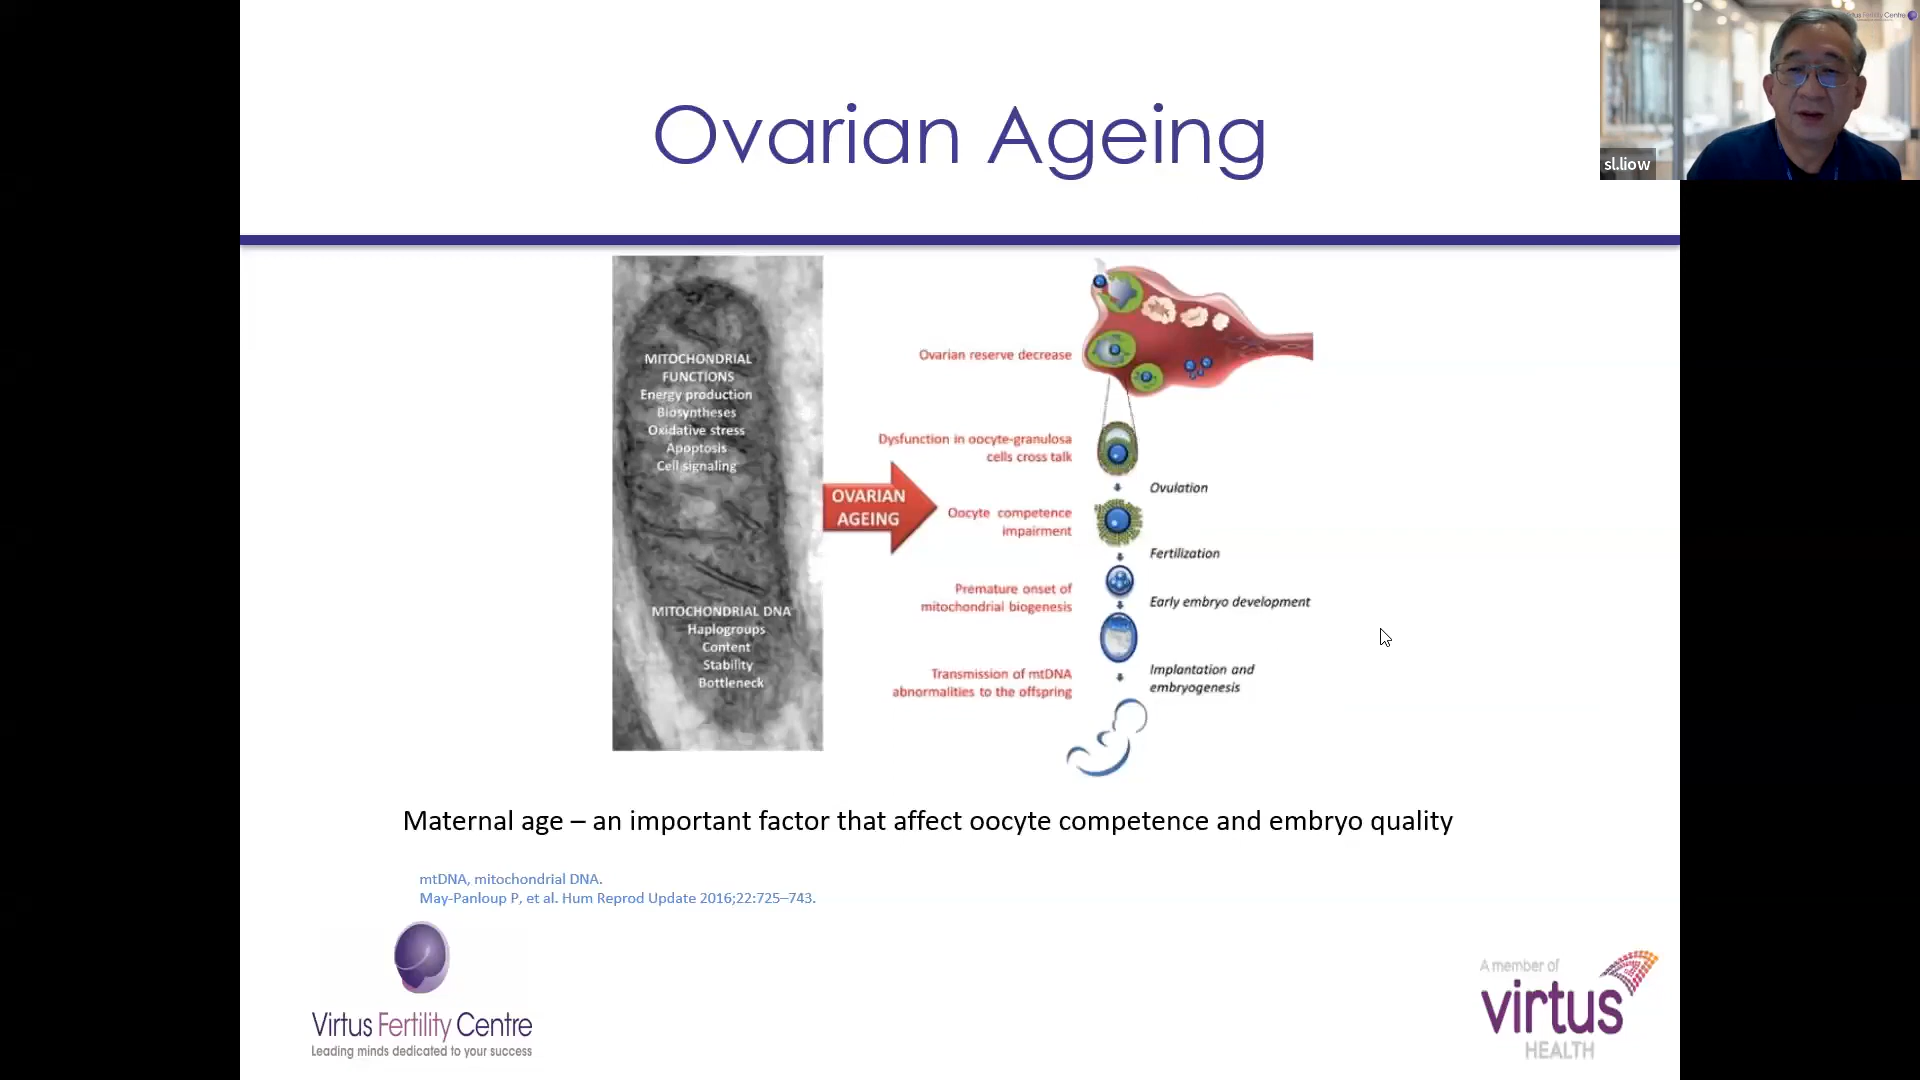 Ovarian Ageing
sl.liow
MITOCHONDRIAL
FUNCTIONS
Energy production
Biosyntheses
Oxidative stress
Apoptosis
Cell signaling
MITOCHONDRIAL DNA
Haplogroups
Content
Stability
Bottleneck
OVARIAN
AGEING
Ovarian reserve decrease
Dysfunction in oocyte-granulosa
cells cross talk
Oocyte competence
impairment
Premature onset of
mitochondrial biogenesis
Transmission of mtDNA
abnormalities to the offspring
Ovulation
Fertilization
Early embryo development
Implantation and
embryogenesis
Maternal age – an important factor that affect oocyte competence and embryo quality
mtDNA, mitochondrial DNA.
May-Panloup P, et al. Hum Reprod Update 2016;22:725–743.
Virtus Fertility Centre
Leading minds dedicated to your success
A member of
virtus
HEALTH